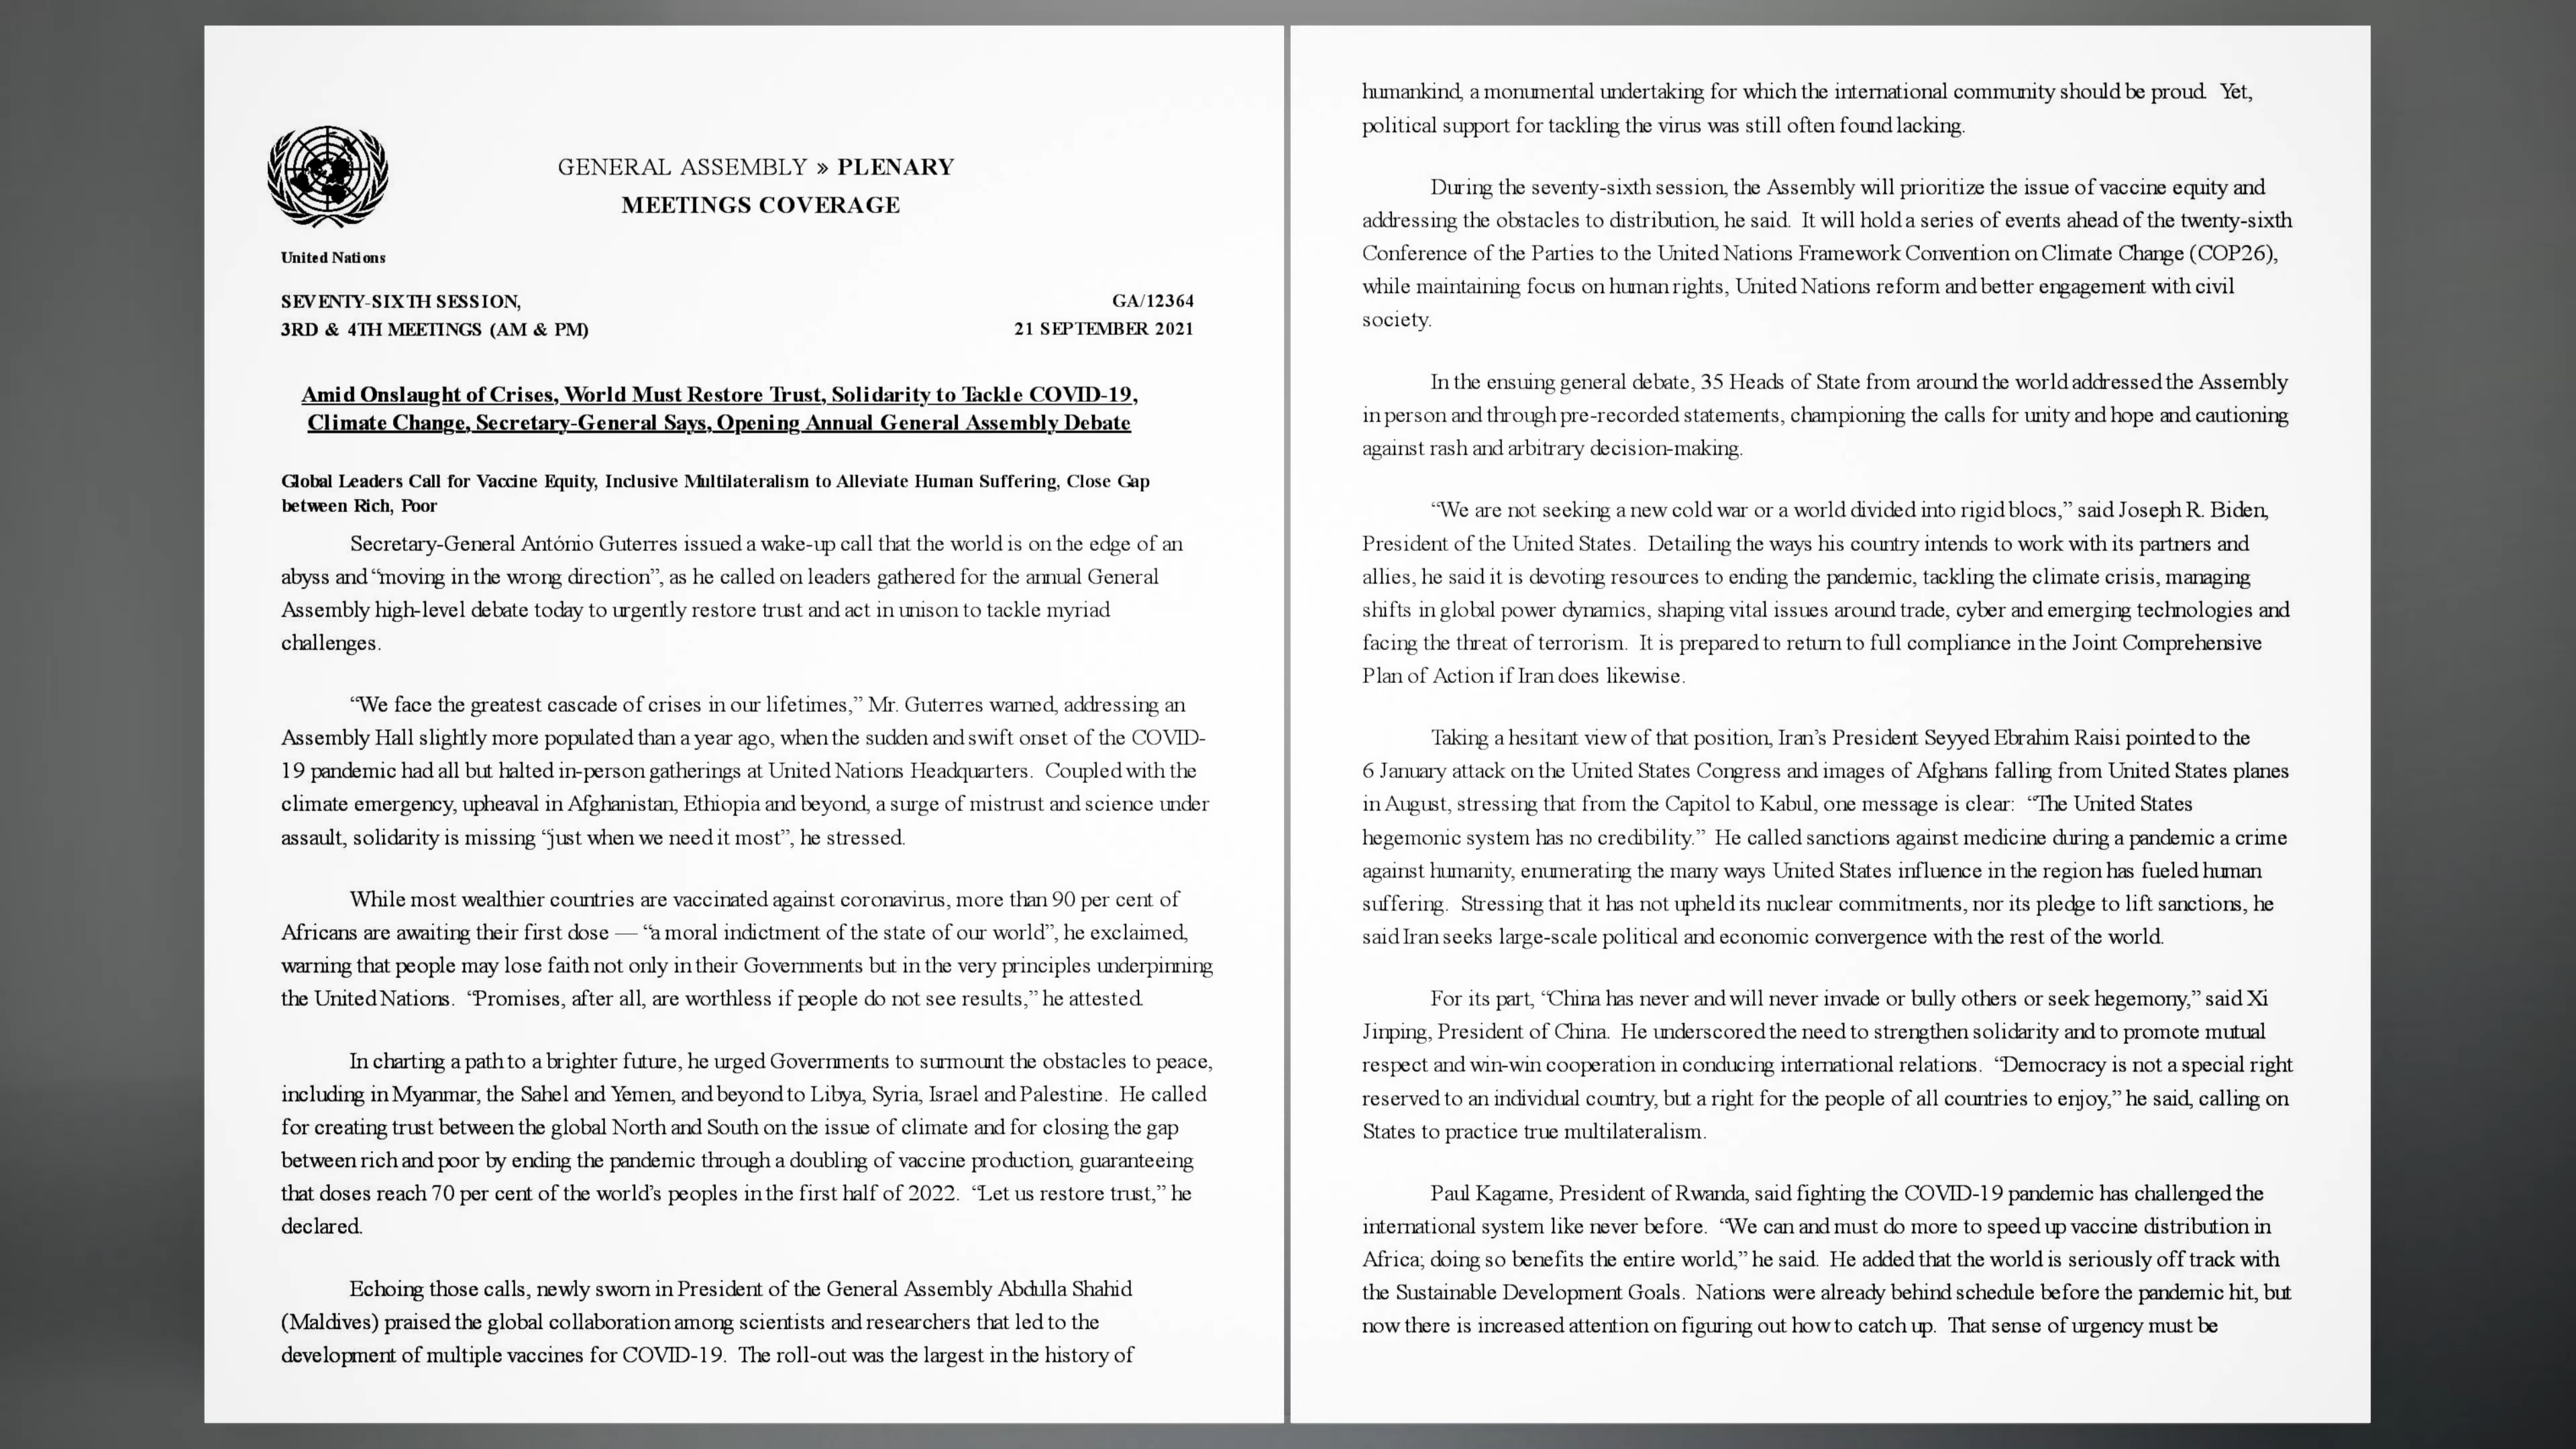 GENERAL ASSEMBLY » PLENARY
MEETINGS COVERAGE
United Nations
SEVENTY-SIXTH SESSION,
3RD & 4TH MEETINGS (AM & PM)
GA/12364
21 SEPTEMBER 2021
Amid Onslaught of Crises, World Must Restore Trust, Solidarity to Tackle COVID-19,
Climate Change, Secretary-General Says, Opening Annual General Assembly Debate
Global Leaders Call for Vaccine Equity, Inclusive Multilateralism to Alleviate Human Suffering, Close Gap
between Rich, Poor
Secretary-General António Guterres issued a wake-up call that the world is on the edge of an
abyss and “moving in the wrong direction”, as he called on leaders gathered for the annual General
Assembly high-level debate today to urgently restore trust and act in unison to tackle myriad
challenges.
“We face the greatest cascade of crises in our lifetimes,” Mr. Guterres warned, addressing an
Assembly Hall slightly more populated than a year ago, when the sudden and swift onset of the COVID-
19 pandemic had all but halted in-person gatherings at United Nations Headquarters. Coupled with the
climate emergency, upheaval in Afghanistan, Ethiopia and beyond, a surge of mistrust and science under
assault, solidarity is missing “just when we need it most”, he stressed.
While most wealthier countries are vaccinated against coronavirus, more than 90 per cent of
Africans are awaiting their first dose — “a moral indictment of the state of our world”, he exclaimed,
warning that people may lose faith not only in their Governments but in the very principles underpinning
the United Nations. “Promises, after all, are worthless if people do not see results,” he attested.
In charting a path to a brighter future, he urged Governments to surmount the obstacles to peace,
including in Myanmar, the Sahel and Yemen, and beyond to Libya, Syria, Israel and Palestine. He called
for creating trust between the global North and South on the issue of climate and for closing the gap
between rich and poor by ending the pandemic through a doubling of vaccine production, guaranteeing
that doses reach 70 per cent of the world’s peoples in the first half of 2022. “Let us restore trust,” he
declared.
Echoing those calls, newly sworn in President of the General Assembly Abdulla Shahid
(Maldives) praised the global collaboration among scientists and researchers that led to the
development of multiple vaccines for COVID-19. The roll-out was the largest in the history of
humankind, a monumental undertaking for which the international community should be proud. Yet,
political support for tackling the virus was still often found lacking.
During the seventy-sixth session, the Assembly will prioritize the issue of vaccine equity and
addressing the obstacles to distribution, he said. It will hold a series of events ahead of the twenty-sixth
Conference of the Parties to the United Nations Framework Convention on Climate Change (COP26),
while maintaining focus on human rights, United Nations reform and better engagement with civil
society.
In the ensuing general debate, 35 Heads of State from around the world addressed the Assembly
in person and through pre-recorded statements, championing the calls for unity and hope and cautioning
against rash and arbitrary decision-making.
“We are not seeking a new cold war or a world divided into rigid blocs,” said Joseph R. Biden,
President of the United States. Detailing the ways his country intends to work with its partners and
allies, he said it is devoting resources to ending the pandemic, tackling the climate crisis, managing
shifts in global power dynamics, shaping vital issues around trade, cyber and emerging technologies and
facing the threat of terrorism. It is prepared to return to full compliance in the Joint Comprehensive
Plan of Action if Iran does likewise.
Taking a hesitant view of that position, Iran’s President Seyyed Ebrahim Raisi pointed to the
6 January attack on the United States Congress and images of Afghans falling from United States planes
in August, stressing that from the Capitol to Kabul, one message is clear: “The United States
hegemonic system has no credibility.” He called sanctions against medicine during a pandemic a crime
against humanity, enumerating the many ways United States influence in the region has fueled human
suffering. Stressing that it has not upheld its nuclear commitments, nor its pledge to lift sanctions, he
said Iran seeks large-scale political and economic convergence with the rest of the world.
For its part, “China has never and will never invade or bully others or seek hegemony,” said Xi
Jinping, President of China. He underscored the need to strengthen solidarity and to promote mutual
respect and win-win cooperation in conducing international relations. “Democracy is not a special right
reserved to an individual country, but a right for the people of all countries to enjoy,” he said, calling on
States to practice true multilateralism.
Paul Kagame, President of Rwanda, said fighting the COVID-19 pandemic has challenged the
international system like never before. “We can and must do more to speed up vaccine distribution in
Africa; doing so benefits the entire world,” he said. He added that the world is seriously off track with
the Sustainable Development Goals. Nations were already behind schedule before the pandemic hit, but
now there is increased attention on figuring out how to catch up. That sense of urgency must be